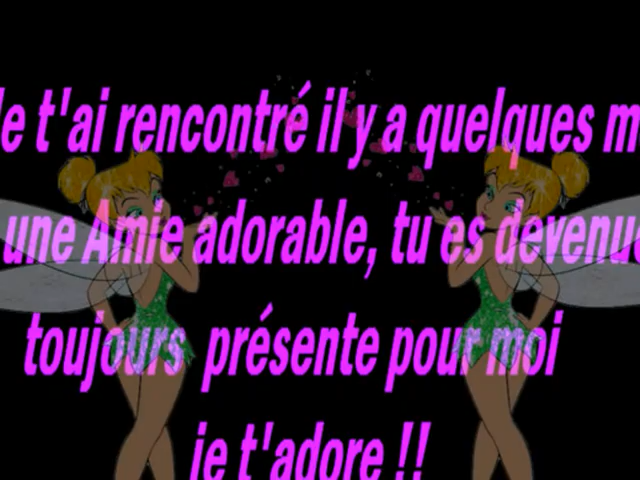 Je t'ai rencontré il y a quelques
une Amie adorable, tu es devenue
toujours présente pour moi
je t'adore !!